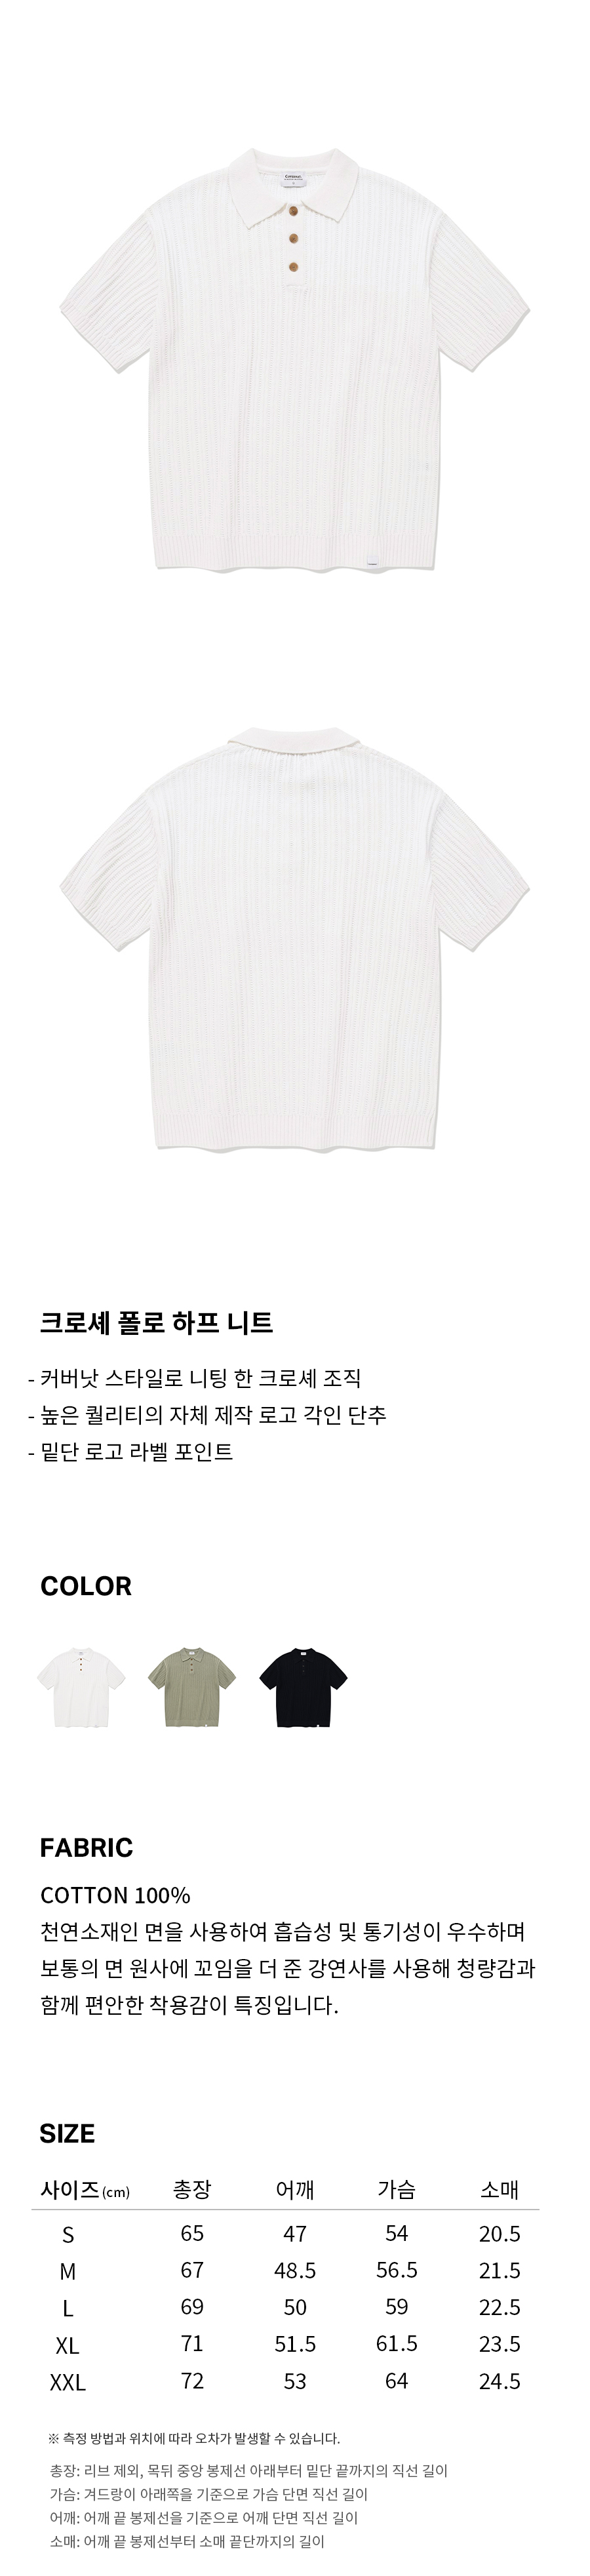 크로셰 폴로 하프 니트
- 커버낫 스타일로 니팅 한 크로셰 조직
- 높은 퀄리티의 자체 제작 로고 각인 단추
- 밑단 로고 라벨 포인트
COLOR
FABRIC
COTTON 100%
천연소재인 면을 사용하여 흡습성 및 통기성이 우수하며
보통의 면 원사에 꼬임을 더 준 강연사를 사용해 청량감과
함께 편안한 착용감이 특징입니다.
SIZE
사이즈(cm) 총장 어깨 가슴 소매
S 65 47 54 20.5
M 67 48.5 56.5 21.5
L 69 50 59 22.5
XL 71 51.5 61.5 23.5
XXL 72 53 64 24.5
※ 측정 방법과 위치에 따라 오차가 발생할 수 있습니다.
총장: 리브 제외, 목뒤 중앙 봉제선 아래부터 밑단 끝까지의 직선 길이
가슴: 겨드랑이 아래쪽을 기준으로 가슴 단면 직선 길이
어깨: 어깨 끝 봉제선을 기준으로 어깨 단면 직선 길이
소매: 어깨 끝 봉제선부터 소매 끝단까지의 길이